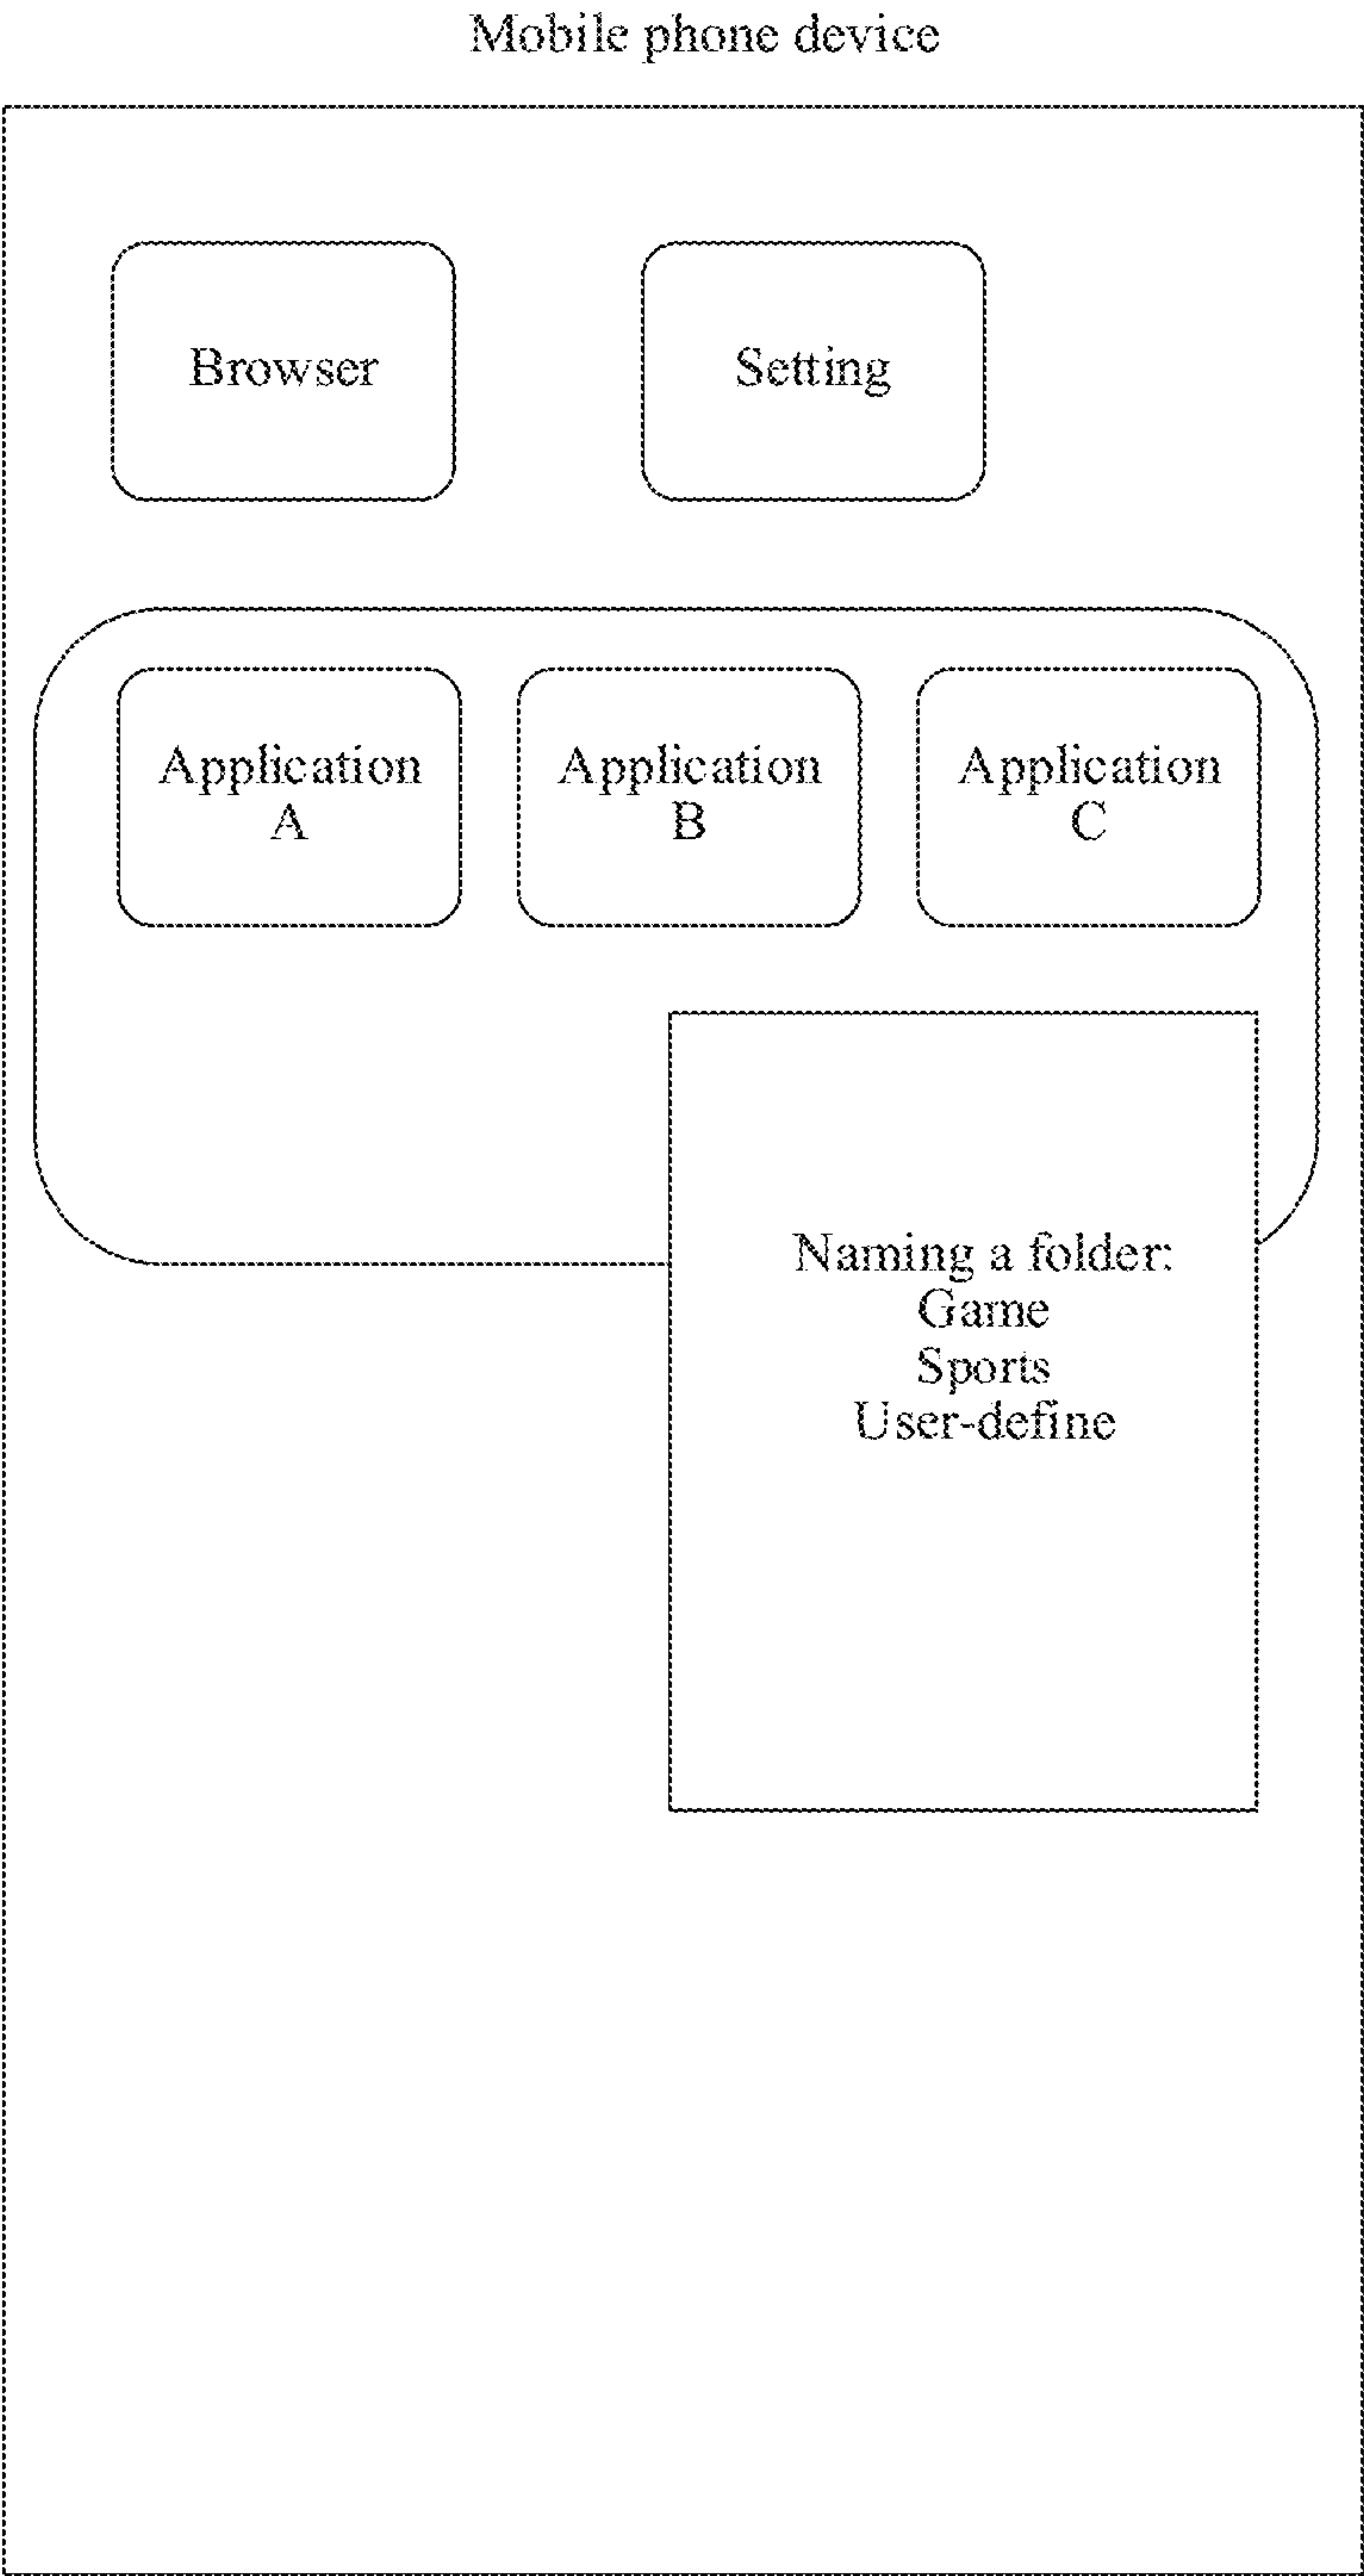 Mobile phone device
Browser
Setting
Application
A
Application
B
Application
C
Naming a folder:
Game
Sports
User-define